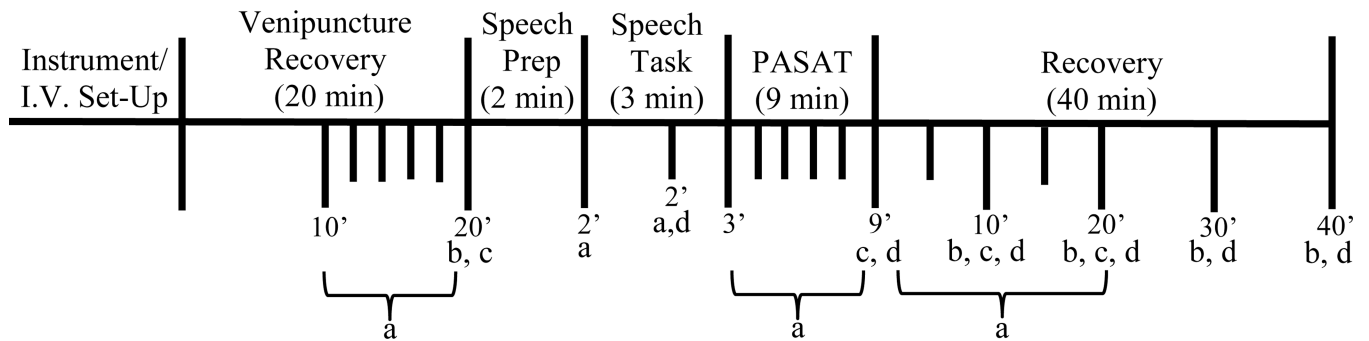 Instrument/
I.V. Set-Up
Venipuncture
Recovery
(20 min)
Speech
Prep
(2 min)
Speech
Task
(3 min)
PASAT
(9 min)
Recovery
(40 min)
10’
20’
b, c
2’
a
2’
a,d
3’
9’
c, d
10’
b, c, d
20’
b, c, d
30’
b, d
40’
b, d
a
a
a